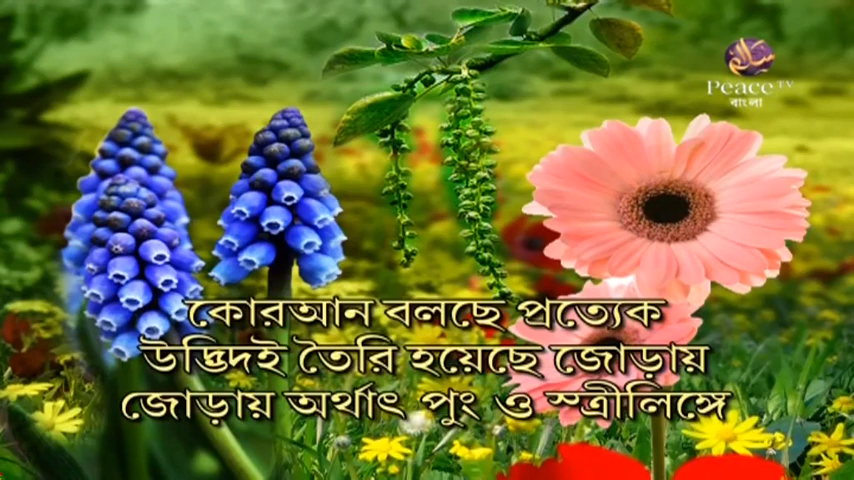 Peace TV
বাংলা
কোরআন বলছে প্রত্যেক
উদ্ভিদই তৈরি হয়েছে জোড়ায়
জোড়ায় অর্থাৎ পুং ও স্ত্রীলিঙ্গে